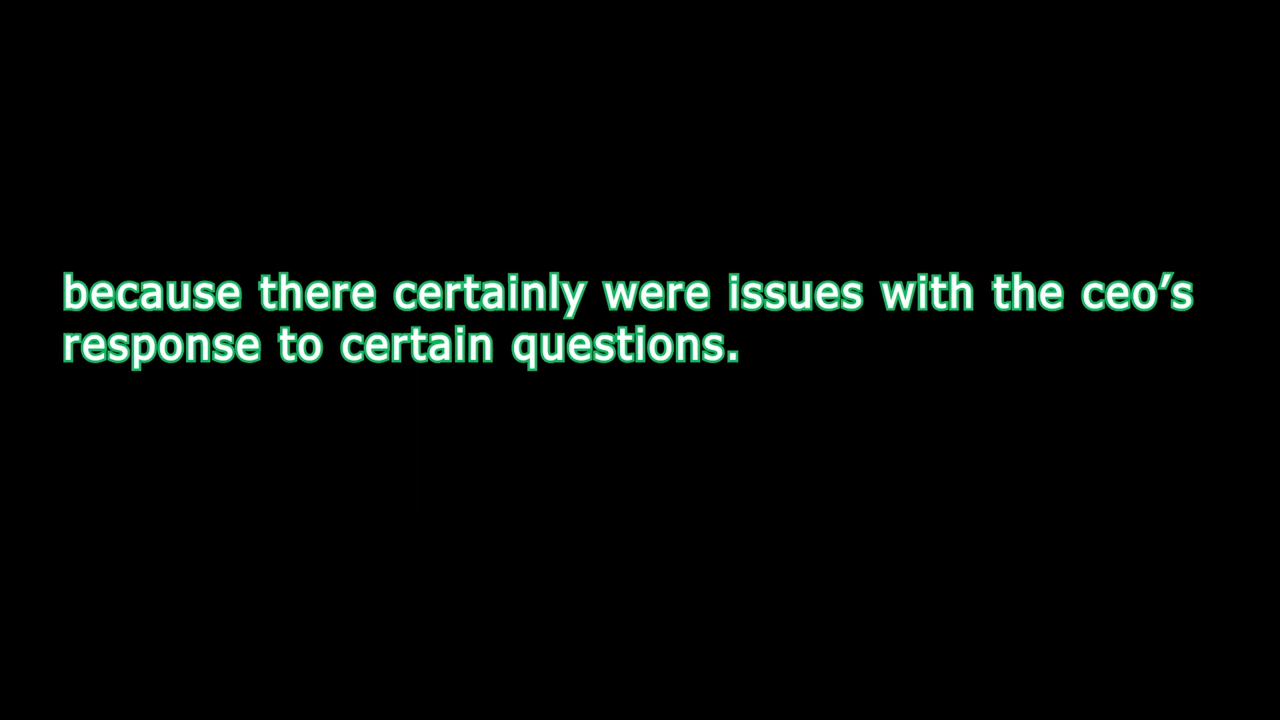 because there certainly were issues with the ceo’s
response to certain questions.